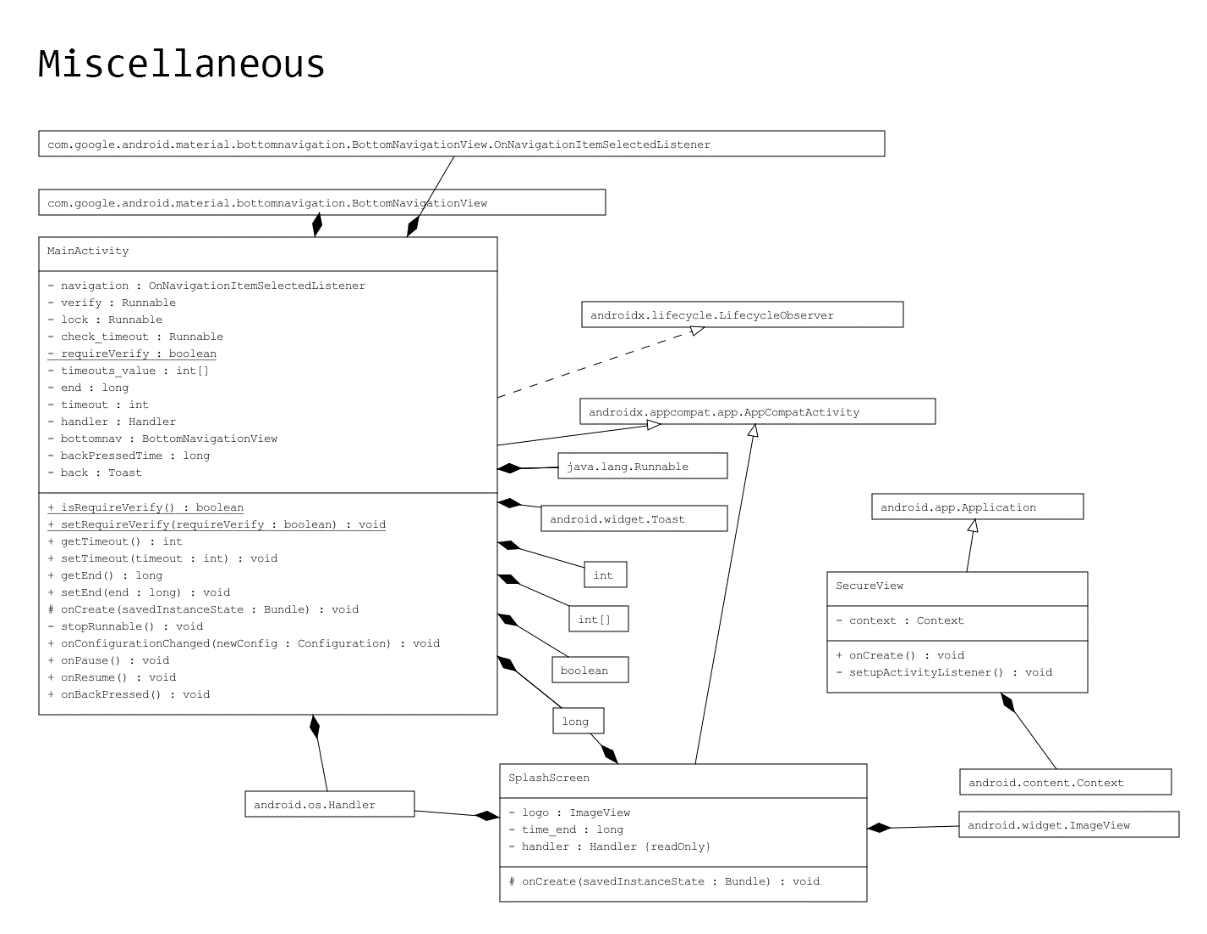 Miscellaneous
com.google.android.material.bottomnavigation.BottomNavigationView.OnNavigationItemSelectedListener
com.google.android.material.bottomnavigation.BottomNavigationView
MainActivity
- navigation : OnNavigationItemSelectedListener
- verify : Runnable
- lock : Runnable
- check_timeout : Runnable
- requireVerify : boolean
- timeouts_value : int[]
- end : long
- timeout : int
- handler : Handler
- bottomnav : BottomNavigationView
- backPressedTime : long
- back : Toast
+ isRequireVerify() : boolean
+ setRequireVerify(requireVerify : boolean) : void
+ getTimeout() : int
+ setTimeout(timeout : int) : void
+ getEnd() : long
+ setEnd(end : long) : void
# onCreate(savedInstanceState : Bundle) : void
- stopRunnable() : void
+ onConfigurationChanged(newConfig : Configuration) : void
+ onPause() : void
+ onResume() : void
+ onBackPressed() : void
androidx.lifecycle.LifecycleObserver
androidx.appcompat.app.AppCompatActivity
java.lang.Runnable
android.widget.Toast
int
int[]
boolean
long
android.app.Application
SecureView
- context : Context
+ onCreate() : void
- setupActivityListener() : void
android.content.Context
android.widget.ImageView
android.os.Handler
SplashScreen
- logo : ImageView
- time_end : long
- handler : Handler {readOnly}
# onCreate(savedInstanceState : Bundle) : void